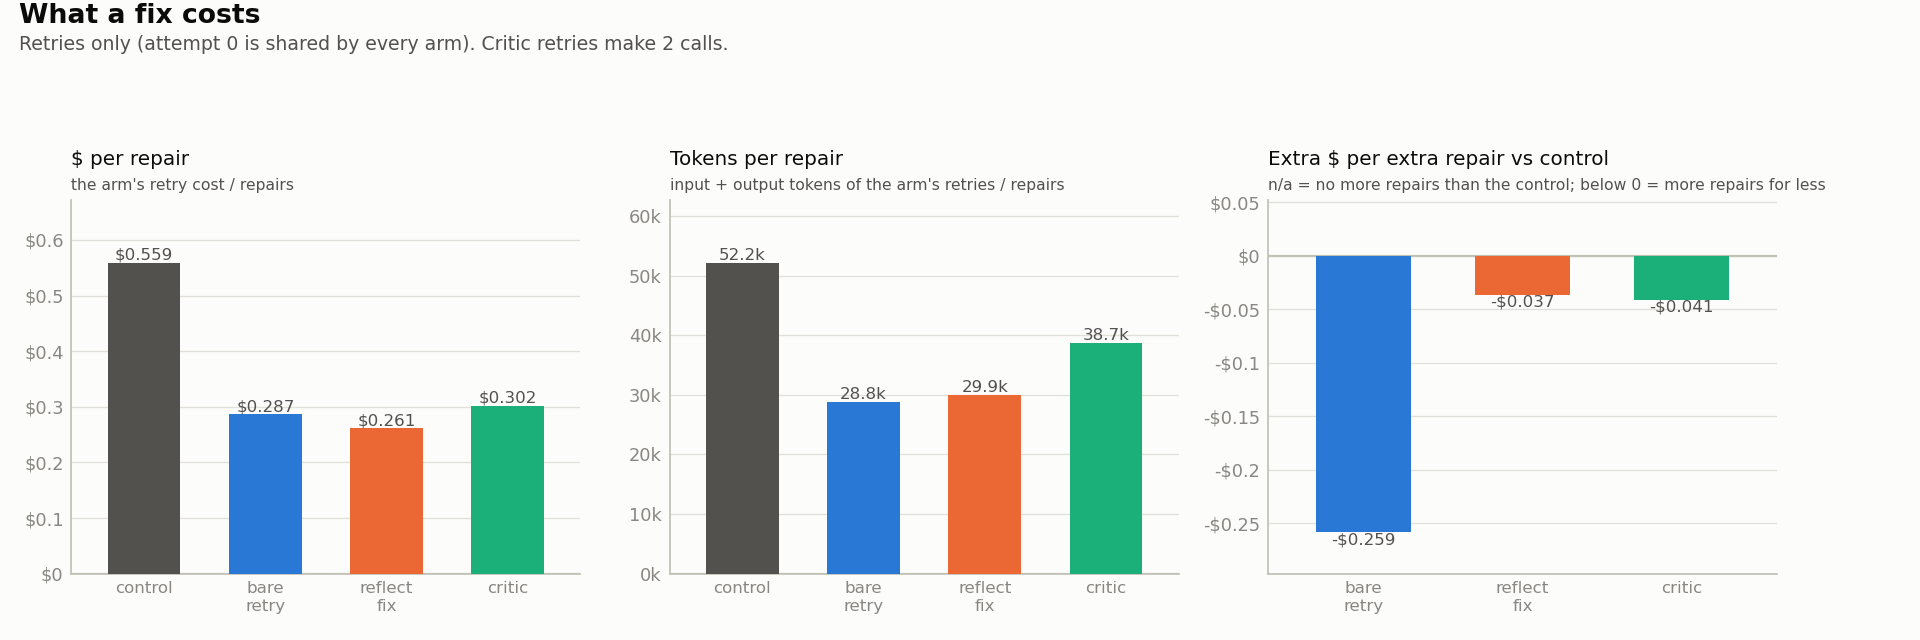 What a fix costs
Retries only (attempt 0 is shared by every arm). Critic retries make 2 calls.
$ per repair
the arm's retry cost / repairs
$0.6
$0.5
$0.4
$0.3
$0.2
$0.1
$0
$0.559
$0.287
$0.261
$0.302
control
bare
retry
reflect
fix
critic
Tokens per repair
input + output tokens of the arm's retries / repairs
60k
50k
40k
30k
20k
10k
0k
52.2k
28.8k
29.9k
38.7k
control
bare
retry
reflect
fix
critic
Extra $ per extra repair vs control
n/a = no more repairs than the control; below 0 = more repairs for less
$0.05
$0
-$0.05
-$0.1
-$0.15
-$0.2
-$0.25
-$0.259
-$0.037
-$0.041
bare
retry
reflect
fix
critic